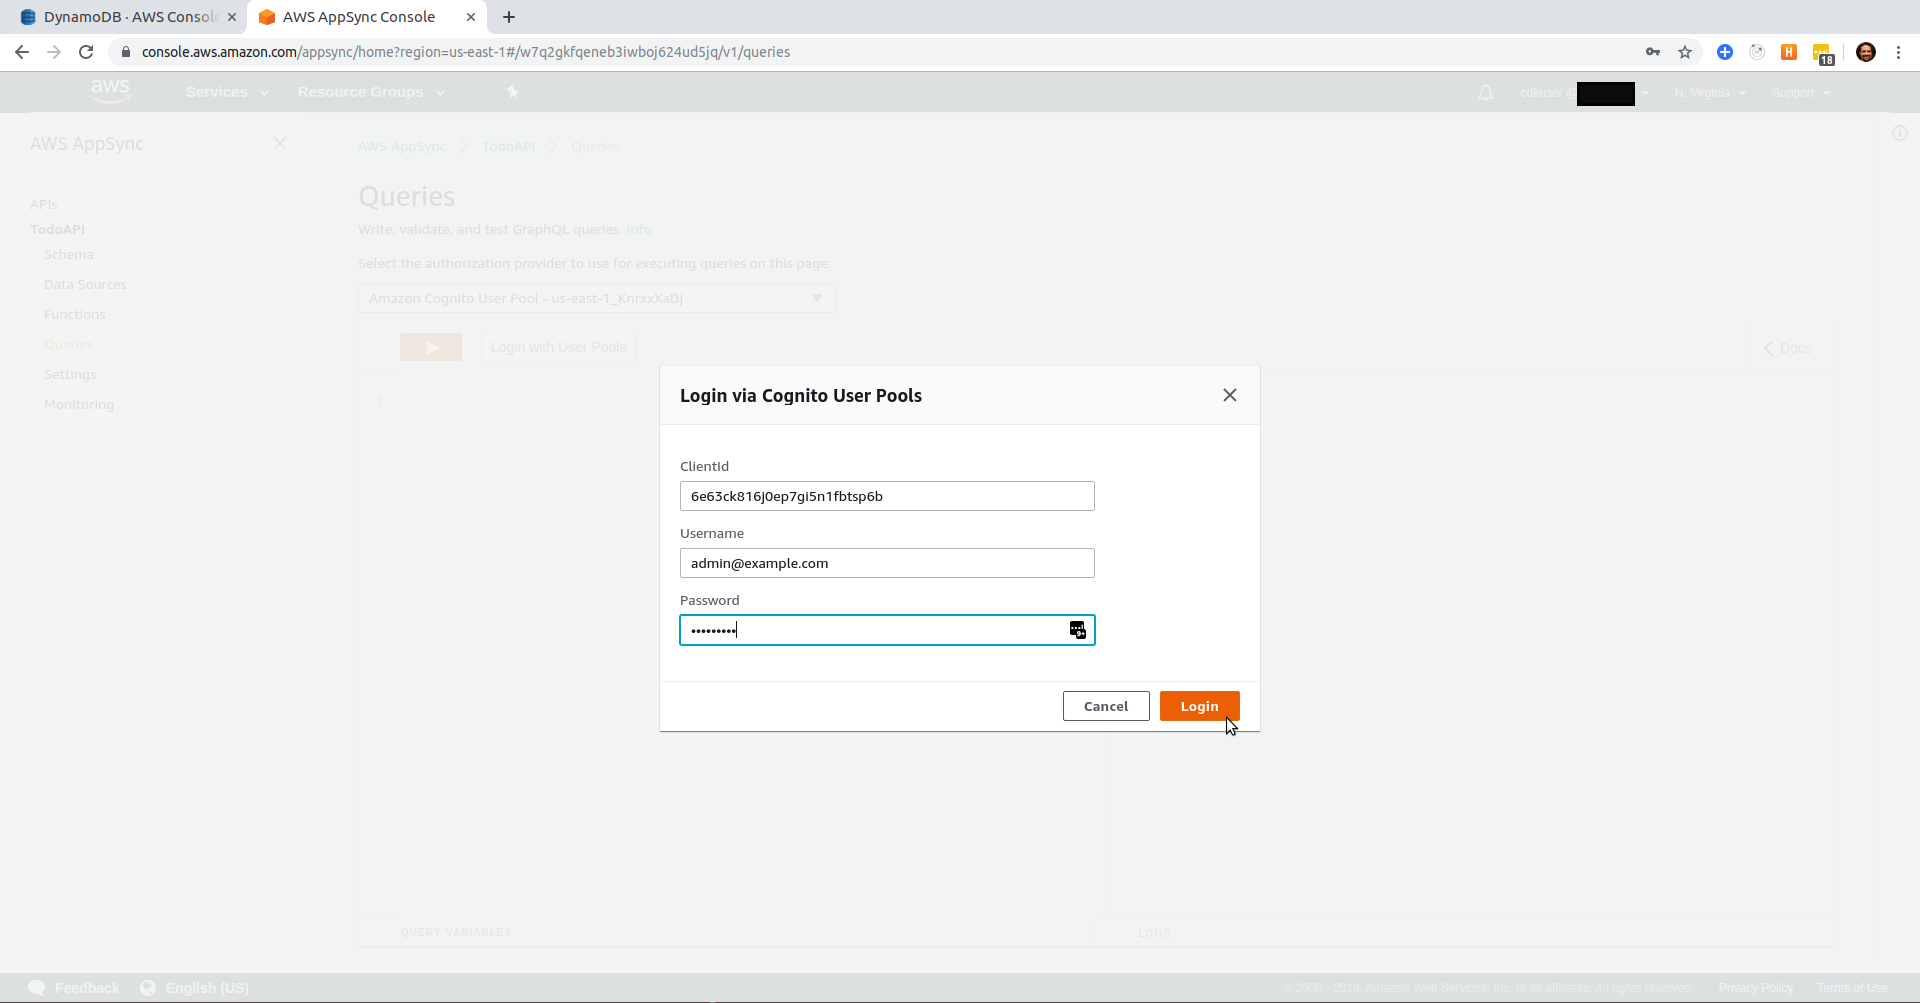 DynamoDB · AWS Consol
AWS AppSync Console
console.aws.amazon.com/appsync/home?region=us-east-1#/w7q2gkfqeneb3iwboj624ud5jq/v1/queries
H
18
aws
Services
Resource Groups
cdkuser @
N. Virginia
Support
AWS AppSync
AWS AppSync
TodoAPI
Queries
APIs
TodoAPI
Schema
Data Sources
Functions
Queries
Settings
Monitoring
Queries
Write, validate, and test GraphQL queries. Info
Select the authorization provider to use for executing queries on this page:
Amazon Cognito User Pool - us-east-1_KnrxxXaDj
Login with User Pools
Docs
1
Login via Cognito User Pools
ClientId
6e63ck816j0ep7gi5n1fbtsp6b
Username
admin@example.com
Password
•••••••••
9+
Cancel
Login
QUERY VARIABLES
LOGS
Feedback
English (US)
© 2008 - 2019, Amazon Web Services, Inc. or its affiliates. All rights reserved.
Privacy Policy
Terms of Use